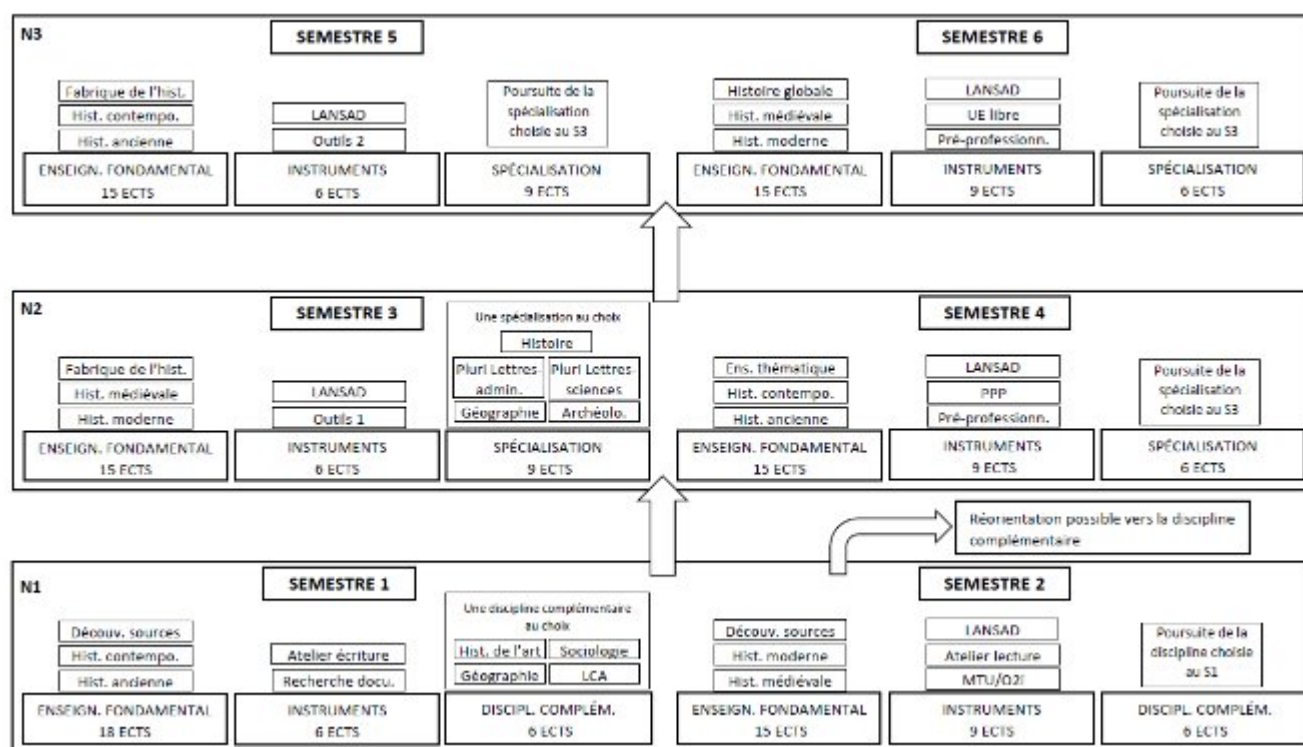 N3
SEMESTRE 5
Fabrique de l'hist.
Hist. contempo.
Hist. ancienne
ENSEIGN. FONDAMENTAL
15 ECTS
LANSAD
Outils 2
INSTRUMENTS
6 ECTS
Poursuite de la
spécialisation
choisie au S3
SPÉCIALISATION
9 ECTS
SEMESTRE 6
Histoire globale
Hist. médiévale
Hist. moderne
ENSEIGN. FONDAMENTAL
15 ECTS
LANSAD
UE libre
Pré-professionn.
INSTRUMENTS
9 ECTS
Poursuite de la
spécialisation
choisie au S3
SPÉCIALISATION
6 ECTS
N2
SEMESTRE 3
Fabrique de l'hist.
Hist. médiévale
Hist. moderne
ENSEIGN. FONDAMENTAL
15 ECTS
LANSAD
Outils 1
INSTRUMENTS
6 ECTS
Une spécialisation au choix
Histoire
Pluri Lettres-
admin.
Pluri Lettres-
sciences
Géographie
Archéolo.
SPÉCIALISATION
9 ECTS
SEMESTRE 4
Ens. thématique
Hist. contempo.
Hist. ancienne
ENSEIGN. FONDAMENTAL
15 ECTS
LANSAD
PPP
Pré-professionn.
INSTRUMENTS
9 ECTS
Poursuite de la
spécialisation
choisie au S3
SPÉCIALISATION
6 ECTS
Réorientation possible vers la discipline
complémentaire
N1
SEMESTRE 1
Découv. sources
Hist. contempo.
Hist. ancienne
ENSEIGN. FONDAMENTAL
18 ECTS
Atelier écriture
Recherche docu.
INSTRUMENTS
6 ECTS
Une discipline complémentaire
au choix
Hist. de l'art
Sociologie
Géographie
LCA
DISCIPL. COMPLÉM.
6 ECTS
SEMESTRE 2
Découv. sources
Hist. moderne
Hist. médiévale
ENSEIGN. FONDAMENTAL
15 ECTS
LANSAD
Atelier lecture
MTU/O2I
INSTRUMENTS
9 ECTS
Poursuite de la
discipline choisie
au S1
DISCIPL. COMPLÉM.
6 ECTS